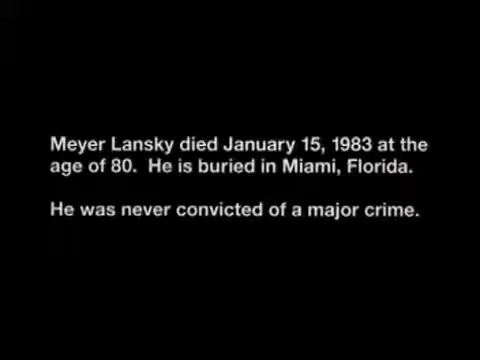 Meyer Lansky died January 15, 1983 at the
age of 80. He is buried in Miami, Florida.
He was never convicted of a major crime.